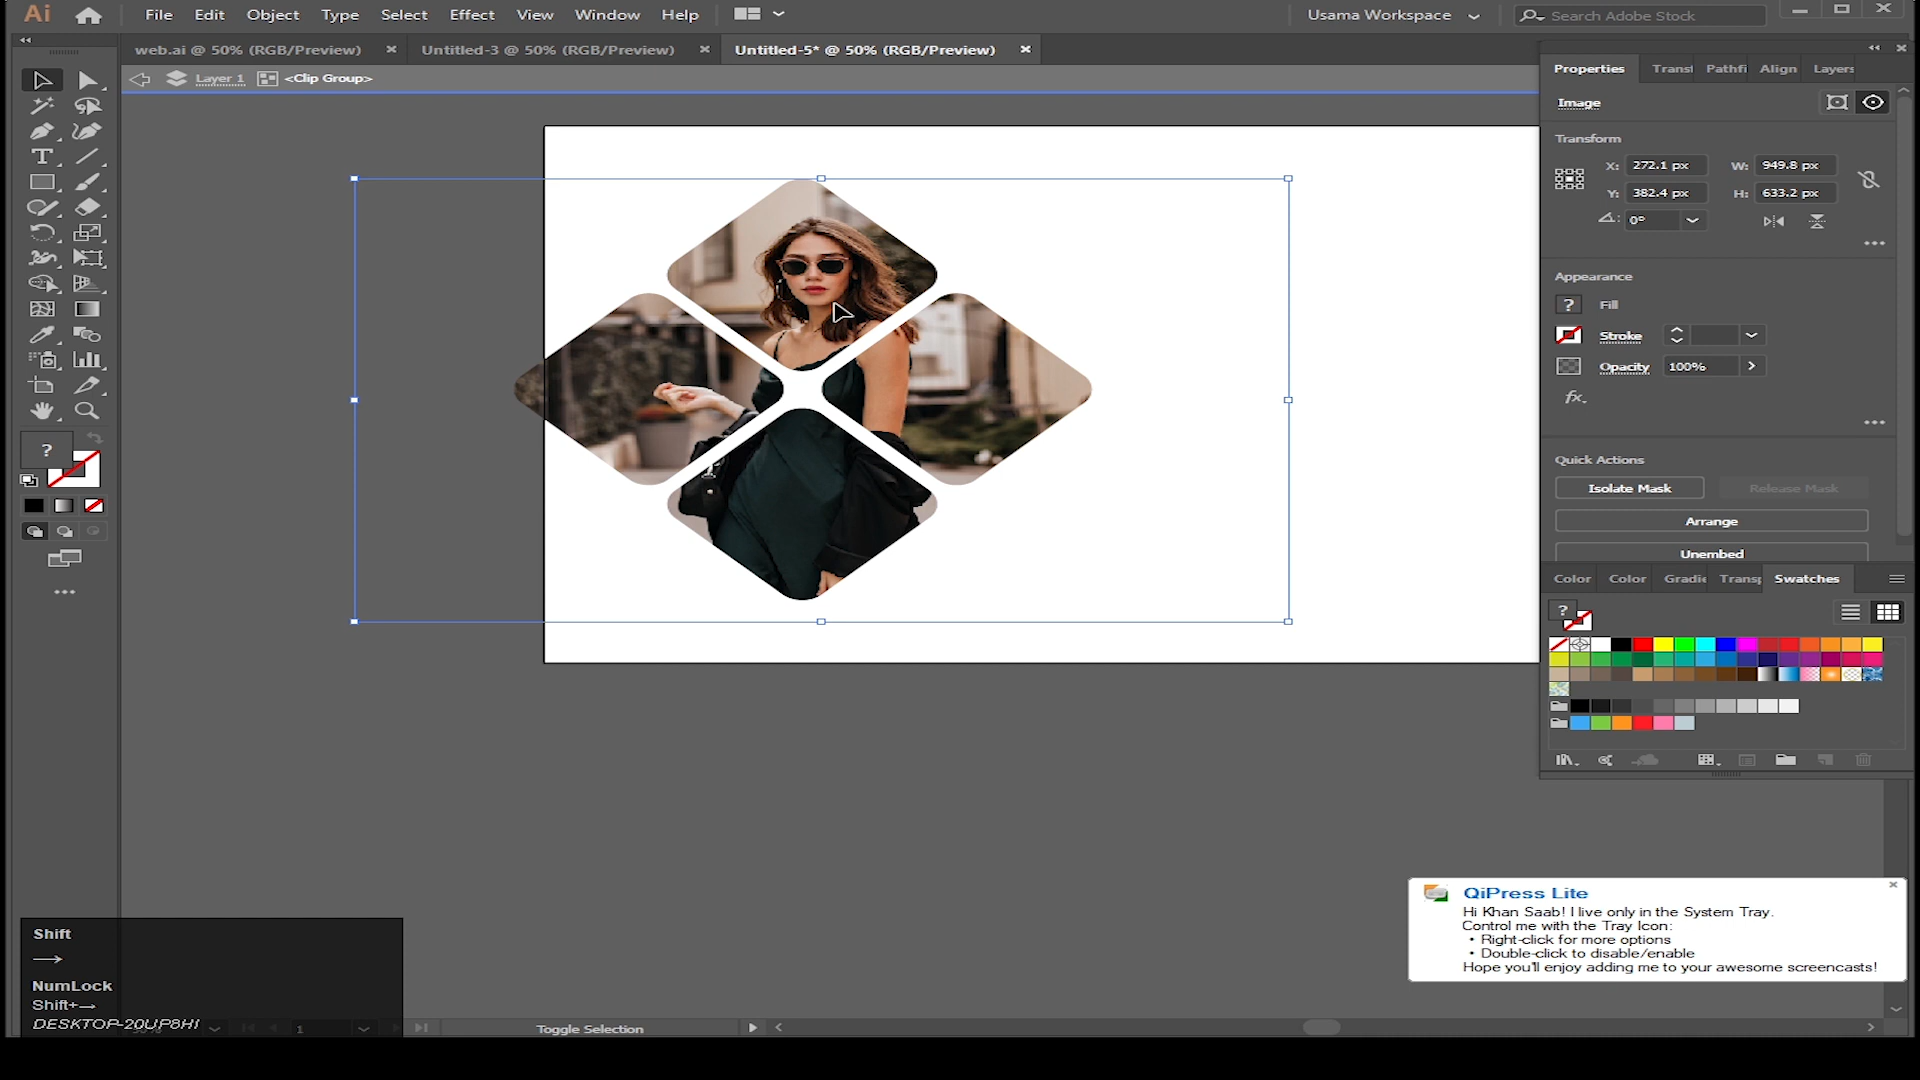 Ai File Edit Object Type Select Effect View Window Help Usama Workspace Search Adobe Stock
web.ai @ 50% (RGB/Preview) Untitled-3 @ 50% (RGB/Preview) Untitled-5* @ 50% (RGB/Preview)
Layer 1 <Clip Group>
Properties Transf Pathfi Align Layers
Image
Transform
X: 272.1 px W: 949.8 px
Y: 382.4 px H: 633.2 px
0°
Appearance
? Fill
Stroke
Opacity 100%
fx
Quick Actions
Isolate Mask Release Mask
Arrange
Unembed
Color Color Gradie Transp Swatches
?
?
QiPress Lite
Hi Khan Saab! I live only in the System Tray.
Control me with the Tray Icon:
• Right-click for more options
• Double-click to disable/enable
Hope you'll enjoy adding me to your awesome screencasts!
Shift
→
NumLock
Shift+→
DESKTOP-20UP8HI
1 Toggle Selection